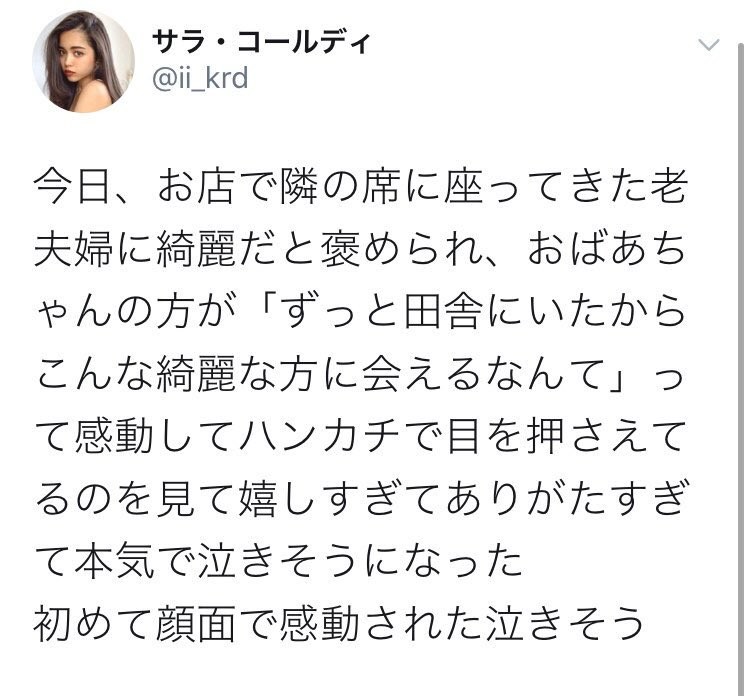 サラ・コールディ
@ii_krd
今日、お店で隣の席に座ってきた老
夫婦に綺麗だと褒められ、おばあち
ゃんの方が「ずっと田舎にいたから
こんな綺麗な方に会えるなんて」っ
て感動してハンカチで目を押さえて
るのを見て嬉しすぎてありがたすぎ
て本気で泣きそうになった
初めて顔面で感動された泣きそう